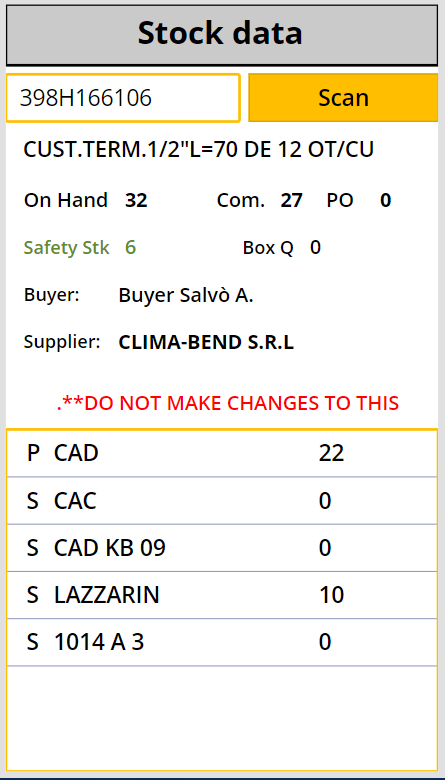 Stock data
398H166106 Scan
CUST.TERM.1/2"L=70 DE 12 OT/CU
On Hand 32 Com. 27 PO 0
Safety Stk 6 Box Q 0
Buyer: Buyer Salvò A.
Supplier: CLIMA-BEND S.R.L
.**DO NOT MAKE CHANGES TO THIS
P CAD 22
S CAC 0
S CAD KB 09 0
S LAZZARIN 10
S 1014 A 3 0